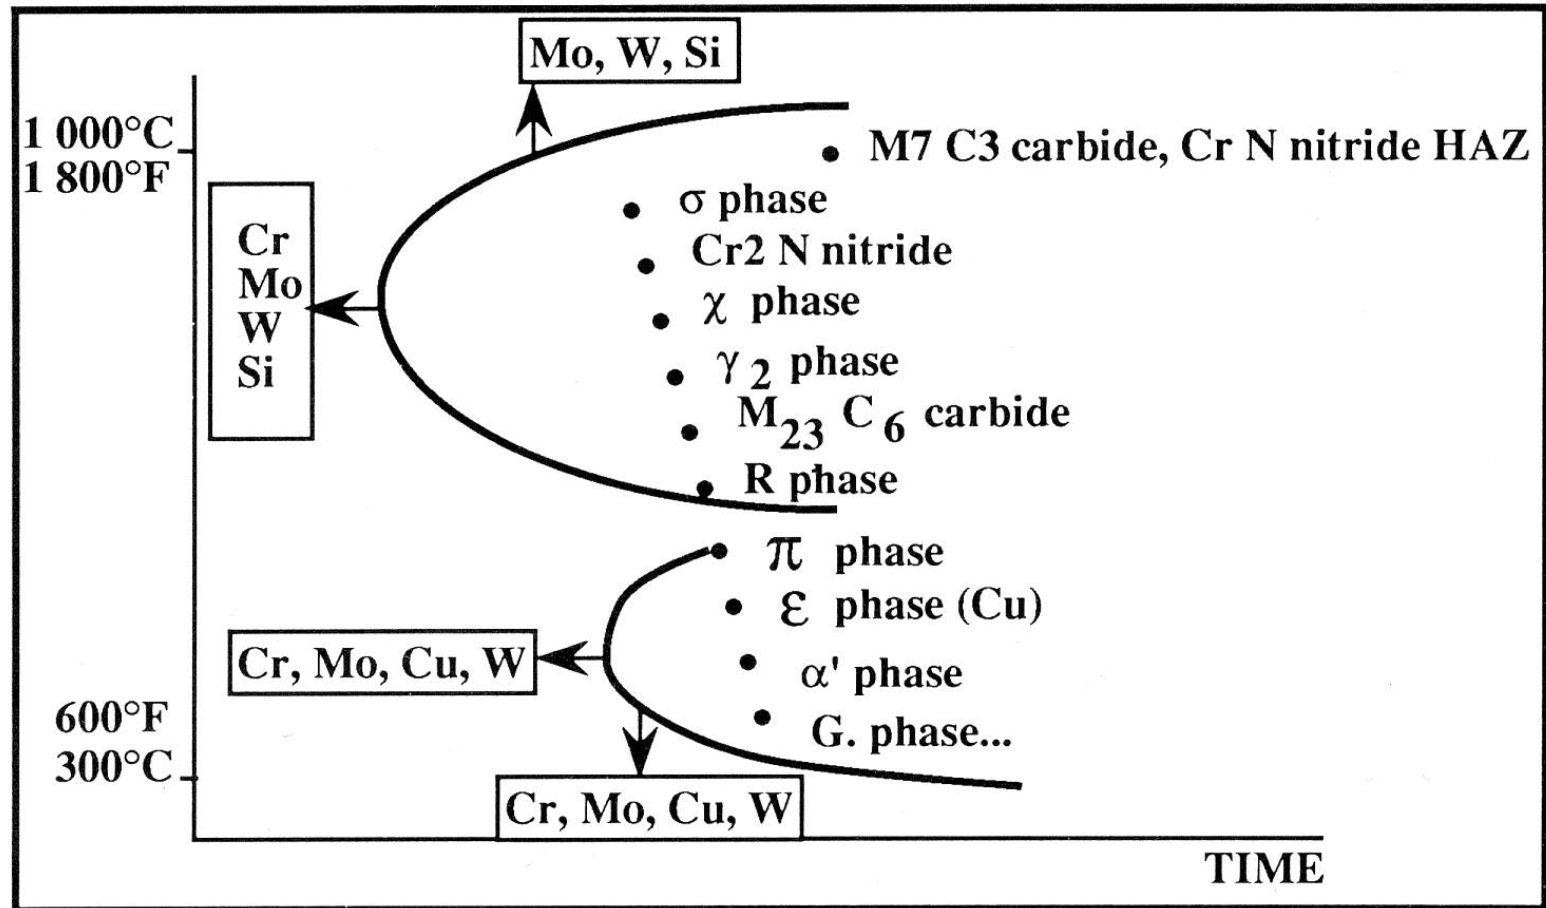 Mo, W, Si
1 000°C
1 800°F
M7 C3 carbide, Cr N nitride HAZ
σ phase
Cr
Mo
W
Si
Cr2 N nitride
χ phase
γ 2 phase
M23 C 6 carbide
R phase
π phase
ε phase (Cu)
Cr, Mo, Cu, W
α' phase
600°F
300°C
G. phase...
Cr, Mo, Cu, W
TIME